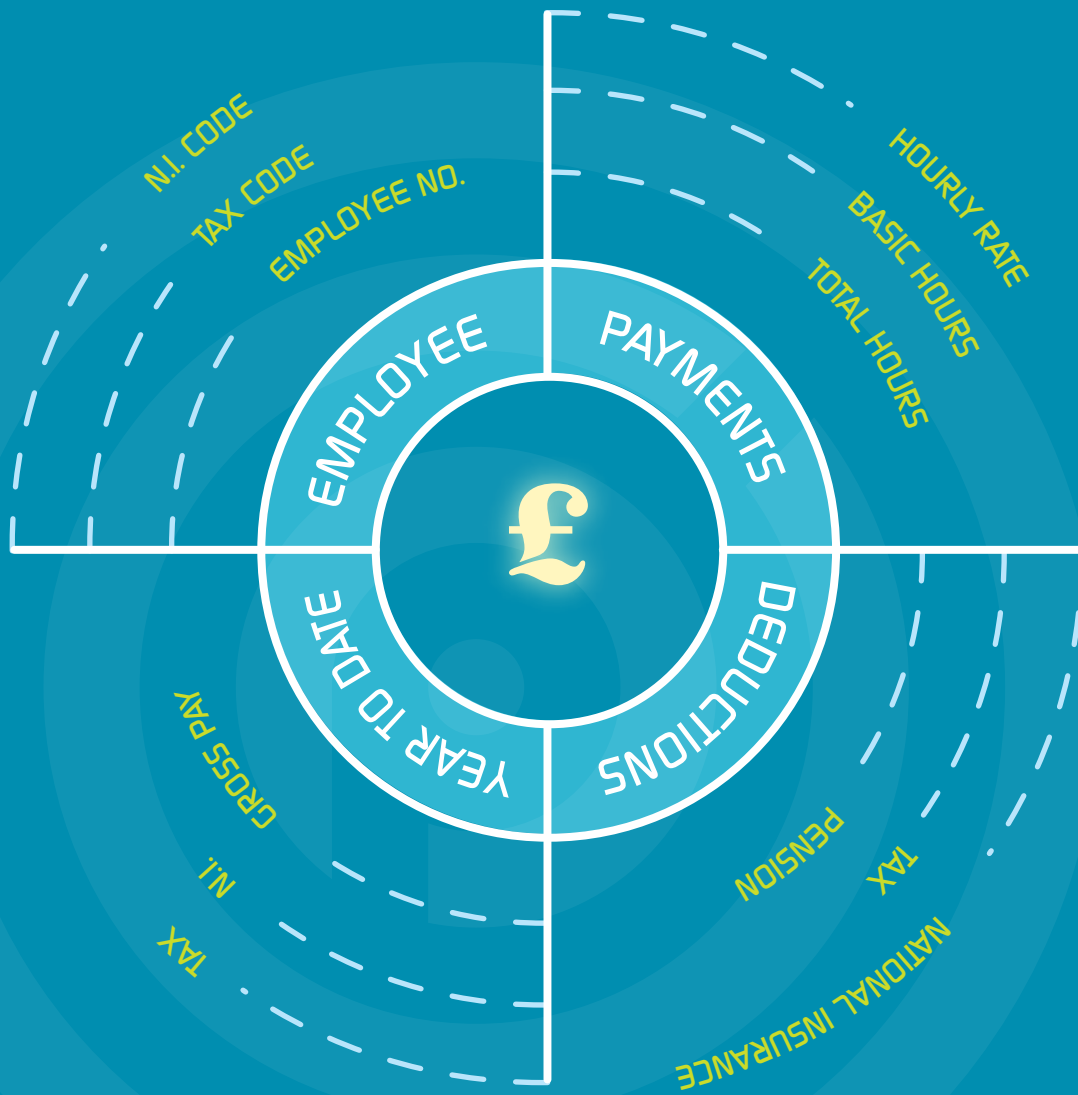 EMPLOYEE
N.I. CODE
TAX CODE
EMPLOYEE NO.
PAYMENTS
HOURLY RATE
BASIC HOURS
TOTAL HOURS
£
DEDUCTIONS
PENSION
TAX
NATIONAL INSURANCE
YEAR TO DATE
GROSS PAY
N.I.
TAX